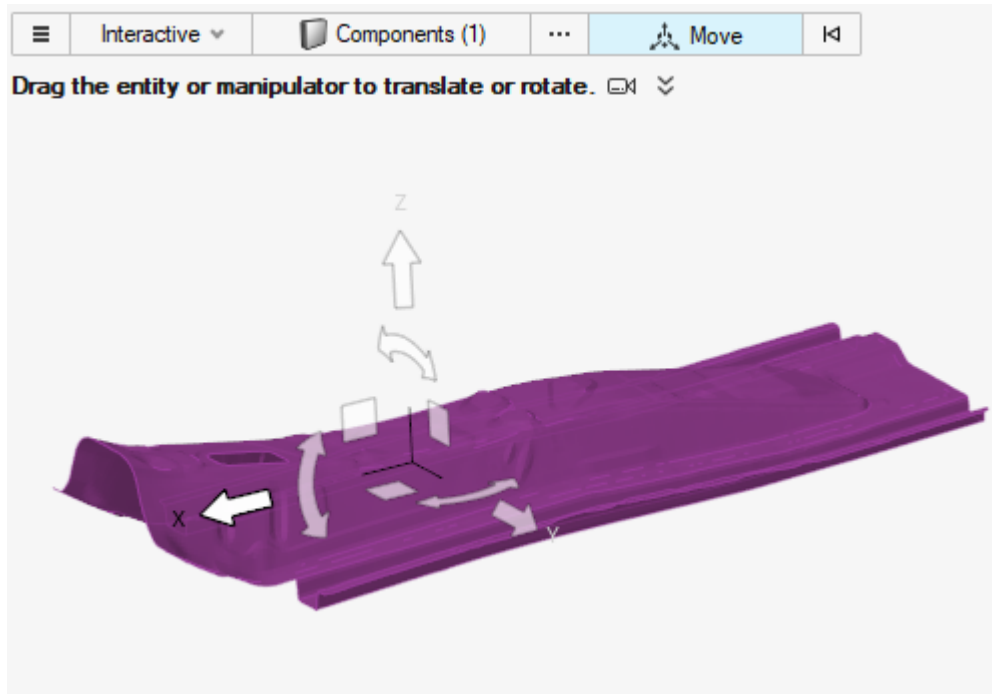 Interactive Components (1) ... Move
Drag the entity or manipulator to translate or rotate.
Z
X
Y